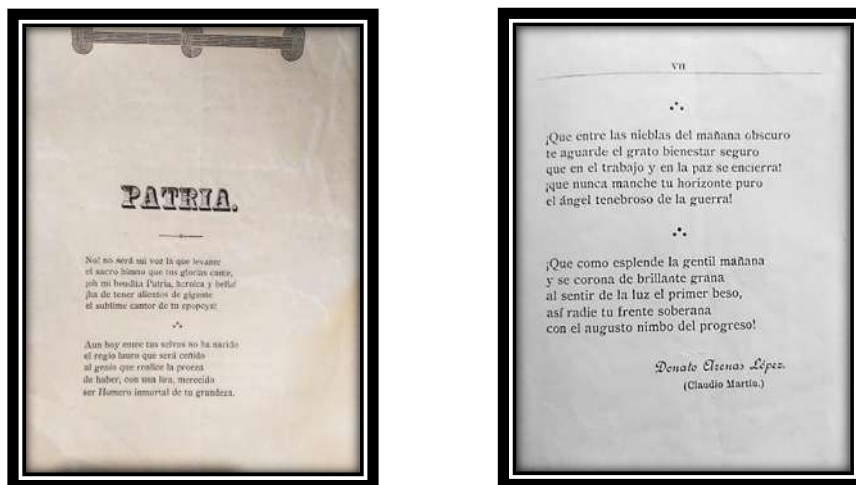 PATRIA.
No! no será mi voz la que levante
el sacro himno que tus glorias cante,
¡oh mi bendita Patria, heroica y bella!
¡ha de tener alientos de gigante
el sublime cantor de tu epopeya!
Aun hoy entre tus selvas no ha nacido
el regio lauro que será ceñido
al genio que realice la proeza
de haber, con una lira, merecido
ser Homero inmortal de tu grandeza.
VII
¡Que entre las nieblas del mañana obscuro
te aguarde el grato bienestar seguro
que en el trabajo y en la paz se encierra!
¡que nunca manche tu horizonte puro
el ángel tenebroso de la guerra!
¡Que como esplende la gentil mañana
y se corona de brillante grana
al sentir de la luz el primer beso,
así radie tu frente soberana
con el augusto nimbo del progreso!
Donato Arenas López.
(Claudio Martín.)